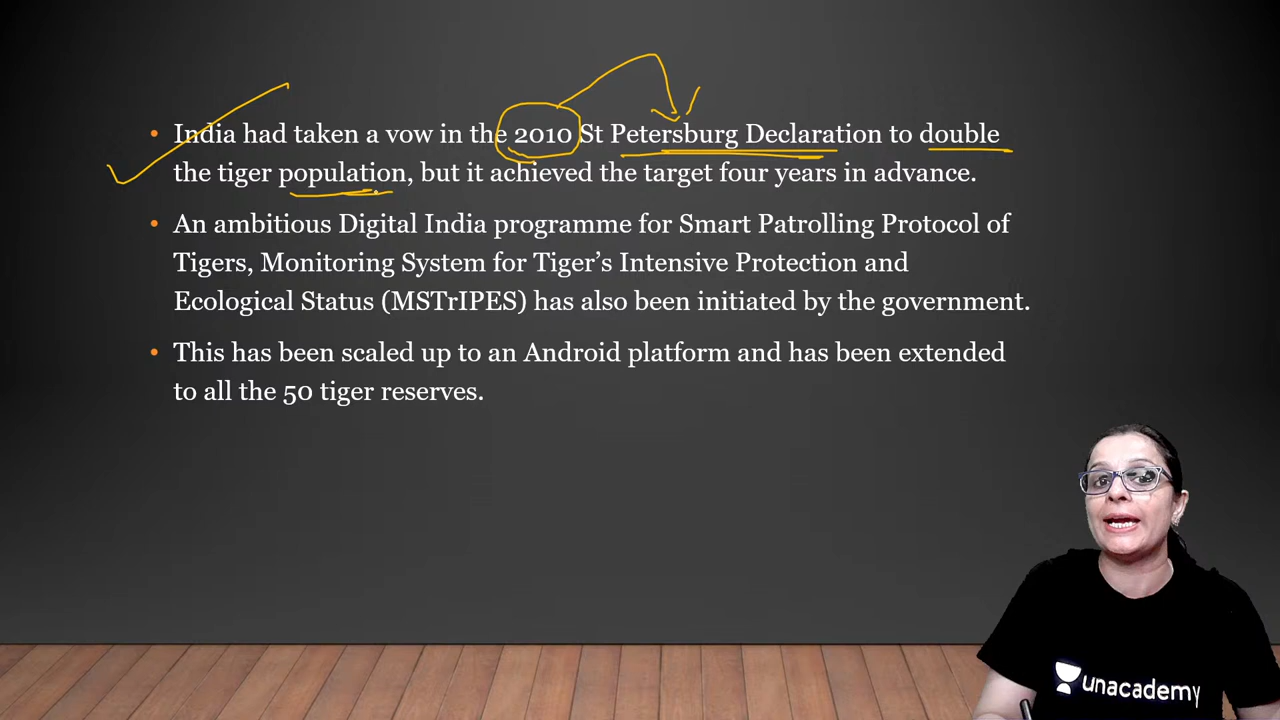 • India had taken a vow in the 2010 St Petersburg Declaration to double
the tiger population, but it achieved the target four years in advance.
• An ambitious Digital India programme for Smart Patrolling Protocol of
Tigers, Monitoring System for Tiger’s Intensive Protection and
Ecological Status (MSTrIPES) has also been initiated by the government.
• This has been scaled up to an Android platform and has been extended
to all the 50 tiger reserves.
unacademy